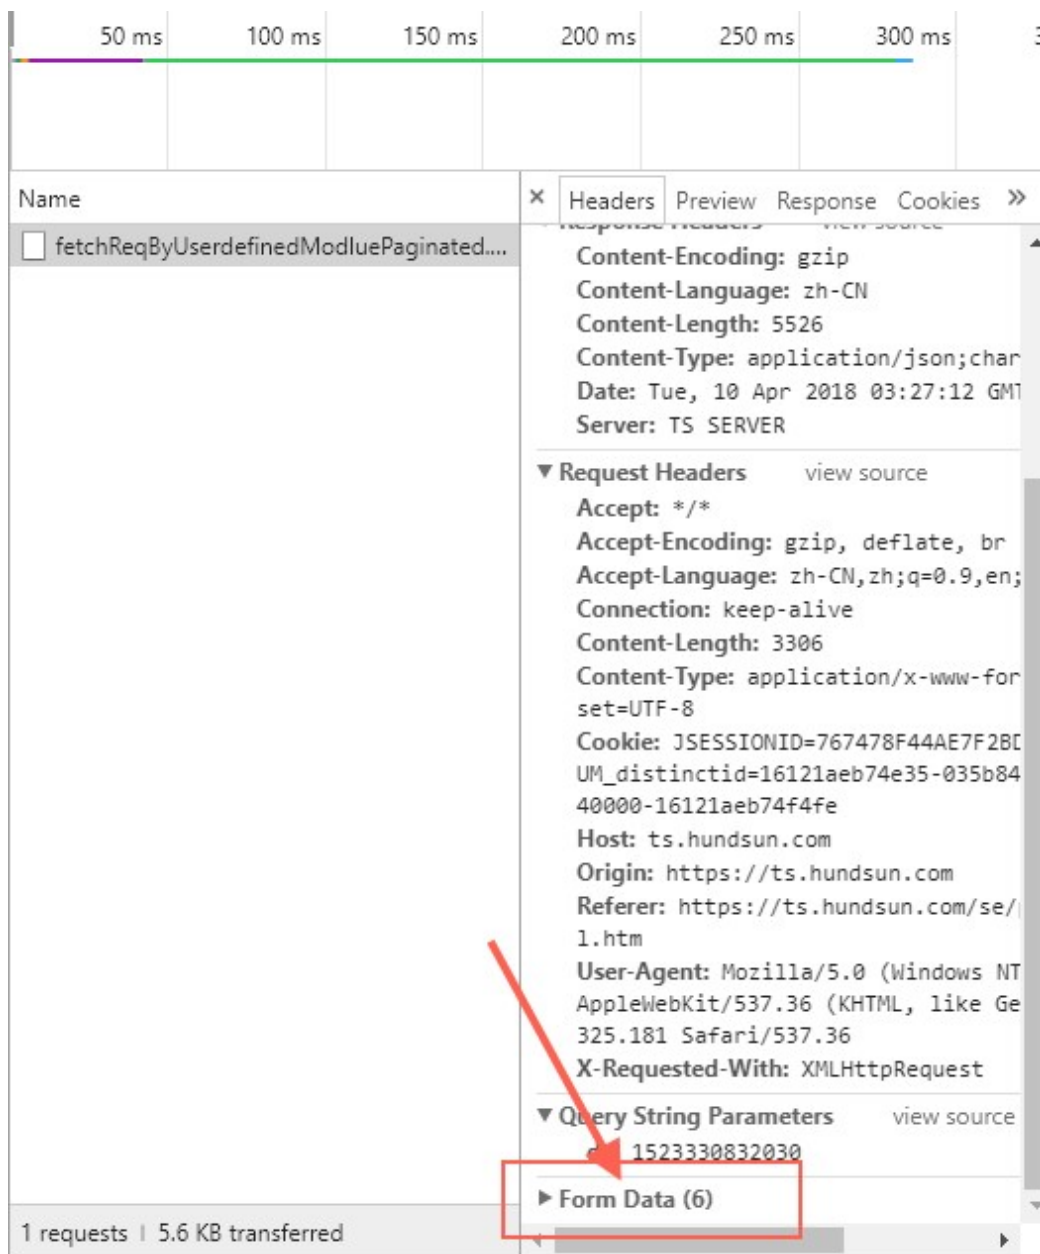 50 ms 100 ms 150 ms 200 ms 250 ms 300 ms
Name
× Headers Preview Response Cookies »
fetchReqByUserdefinedModluePaginated....
Response Headers view source
Content-Encoding: gzip
Content-Language: zh-CN
Content-Length: 5526
Content-Type: application/json;char
Date: Tue, 10 Apr 2018 03:27:12 GMT
Server: TS SERVER
▼ Request Headers view source
Accept: */*
Accept-Encoding: gzip, deflate, br
Accept-Language: zh-CN,zh;q=0.9,en;
Connection: keep-alive
Content-Length: 3306
Content-Type: application/x-www-for
set=UTF-8
Cookie: JSESSIONID=767478F44AE7F2BD
UM_distinctid=16121aeb74e35-035b84
40000-16121aeb74f4fe
Host: ts.hundsun.com
Origin: https://ts.hundsun.com
Referer: https://ts.hundsun.com/se/
l.htm
User-Agent: Mozilla/5.0 (Windows NT
AppleWebKit/537.36 (KHTML, like Ge
325.181 Safari/537.36
X-Requested-With: XMLHttpRequest
▼ Query String Parameters view source
1523330832030
▶ Form Data (6)
1 requests | 5.6 KB transferred